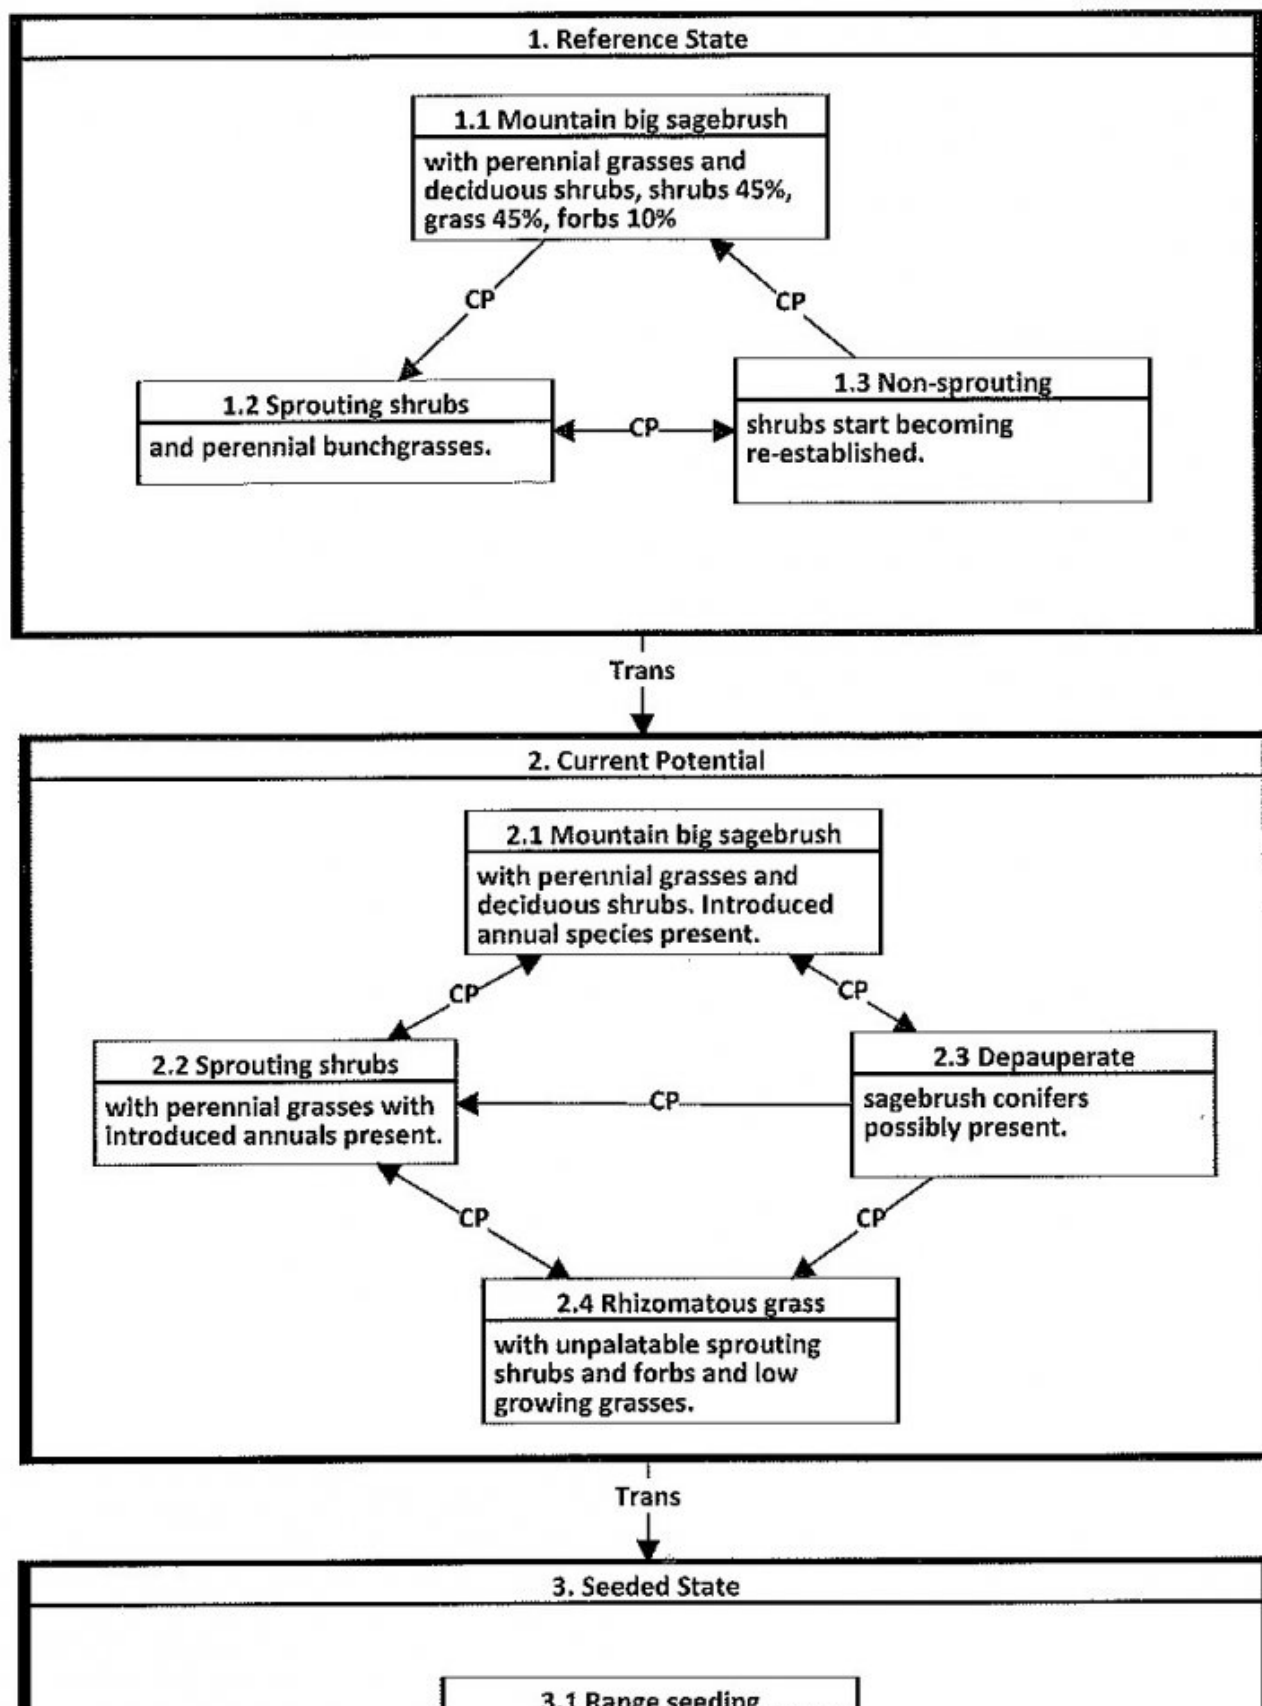 1. Reference State
1.1 Mountain big sagebrush
with perennial grasses and
deciduous shrubs, shrubs 45%,
grass 45%, forbs 10%
CP
CP
1.2 Sprouting shrubs
and perennial bunchgrasses.
CP
1.3 Non-sprouting
shrubs start becoming
re-established.
Trans
2. Current Potential
2.1 Mountain big sagebrush
with perennial grasses and
deciduous shrubs. Introduced
annual species present.
CP
CP
2.2 Sprouting shrubs
with perennial grasses with
introduced annuals present.
CP
2.3 Depauperate
sagebrush conifers
possibly present.
CP
CP
2.4 Rhizomatous grass
with unpalatable sprouting
shrubs and forbs and low
growing grasses.
Trans
3. Seeded State
3.1 Range seeding